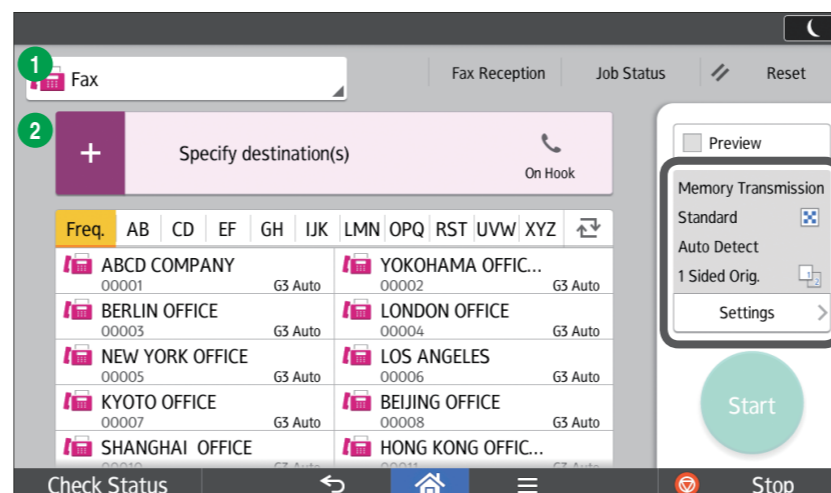 1
Fax
Fax Reception
Job Status
Reset
2
+
Specify destination(s)
On Hook
Preview
Memory Transmission
Standard
Auto Detect
1 Sided Orig.
Settings
Freq. AB CD EF GH IJK LMN OPQ RST UVW XYZ
ABCD COMPANY
00001 G3 Auto
YOKOHAMA OFFIC...
00002 G3 Auto
BERLIN OFFICE
00003 G3 Auto
LONDON OFFICE
00004 G3 Auto
NEW YORK OFFICE
00005 G3 Auto
LOS ANGELES
00006 G3 Auto
KYOTO OFFICE
00007 G3 Auto
BEIJING OFFICE
00008 G3 Auto
SHANGHAI OFFICE
HONG KONG OFFIC...
Start
Check Status
Stop